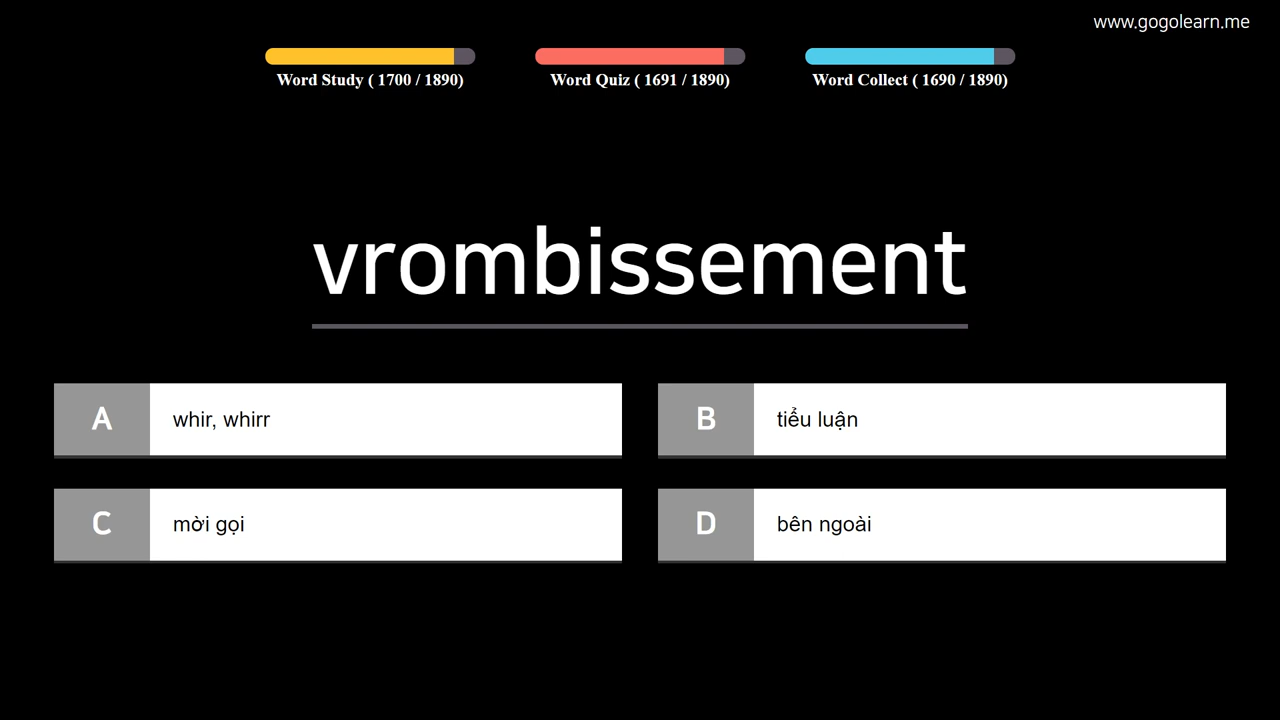 www.gogolearn.me
Word Study ( 1700 / 1890)
Word Quiz ( 1691 / 1890)
Word Collect ( 1690 / 1890)
vrombissement
A whir, whirr
B tiểu luận
C mời gọi
D bên ngoài